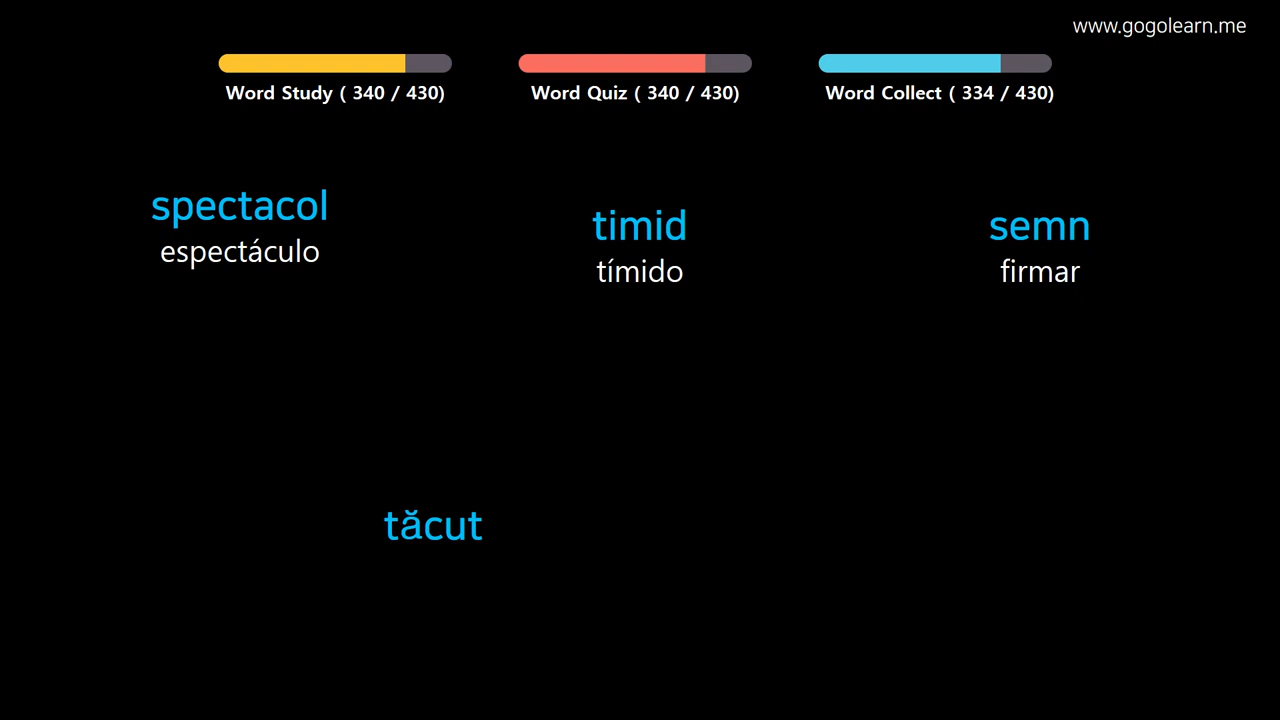 www.gogolearn.me
Word Study ( 340 / 430)
Word Quiz ( 340 / 430)
Word Collect ( 334 / 430)
spectacol
espectáculo
timid
tímido
semn
firmar
tăcut